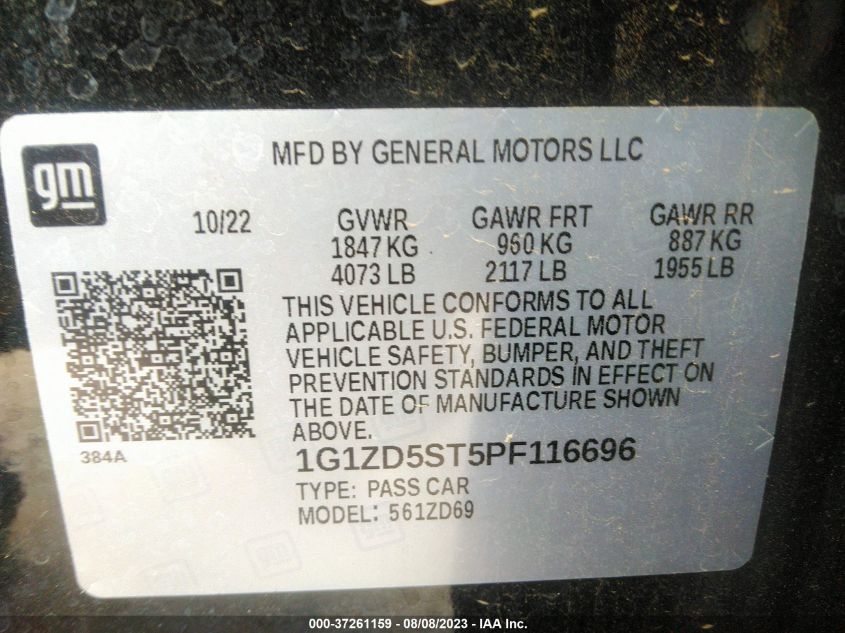 MFD BY GENERAL MOTORS LLC
gm
10/22 GVWR GAWR FRT GAWR RR
1847 KG 960 KG 887 KG
4073 LB 2117 LB 1955 LB
THIS VEHICLE CONFORMS TO ALL
APPLICABLE U.S. FEDERAL MOTOR
VEHICLE SAFETY, BUMPER, AND THEFT
PREVENTION STANDARDS IN EFFECT ON
THE DATE OF MANUFACTURE SHOWN
ABOVE.
384A
1G1ZD5ST5PF116696
TYPE: PASS CAR
MODEL: 561ZD69
000-37261159 - 08/08/2023 - IAA Inc.